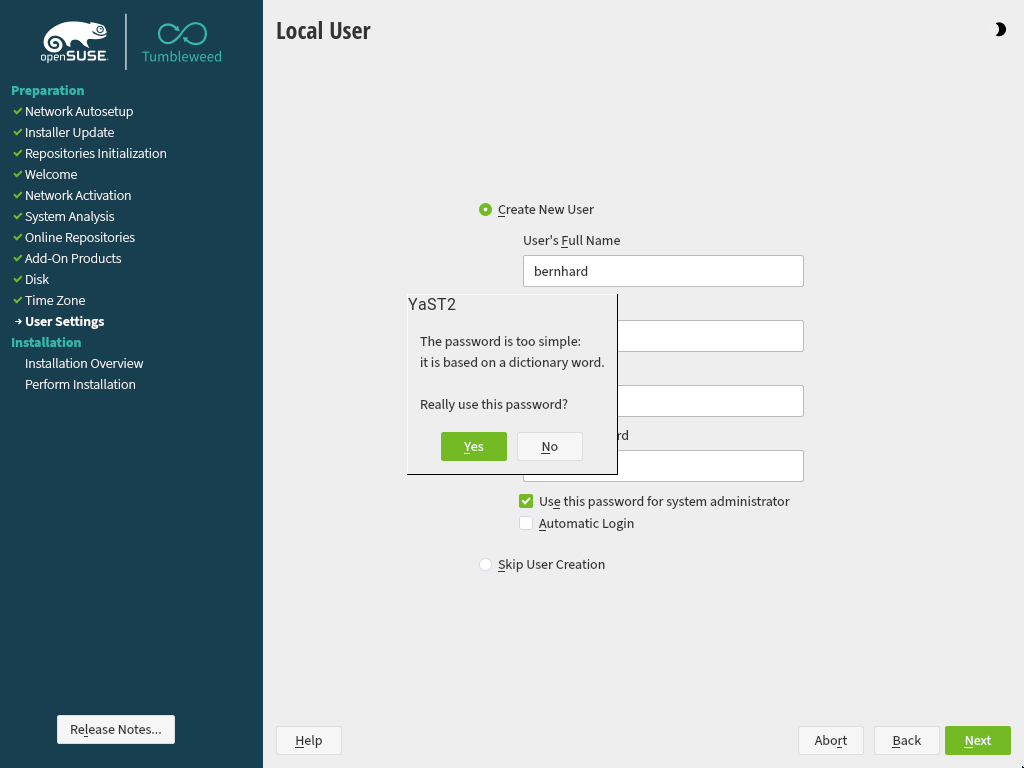 openSUSE
Tumbleweed
Preparation
Network Autosetup
Installer Update
Repositories Initialization
Welcome
Network Activation
System Analysis
Online Repositories
Add-On Products
Disk
Time Zone
User Settings
Installation
Installation Overview
Perform Installation
Release Notes...
Local User
Create New User
User's Full Name
bernhard
YaST2
The password is too simple:
it is based on a dictionary word.
Really use this password?
Yes No
rd
Use this password for system administrator
Automatic Login
Skip User Creation
Help Abort Back Next